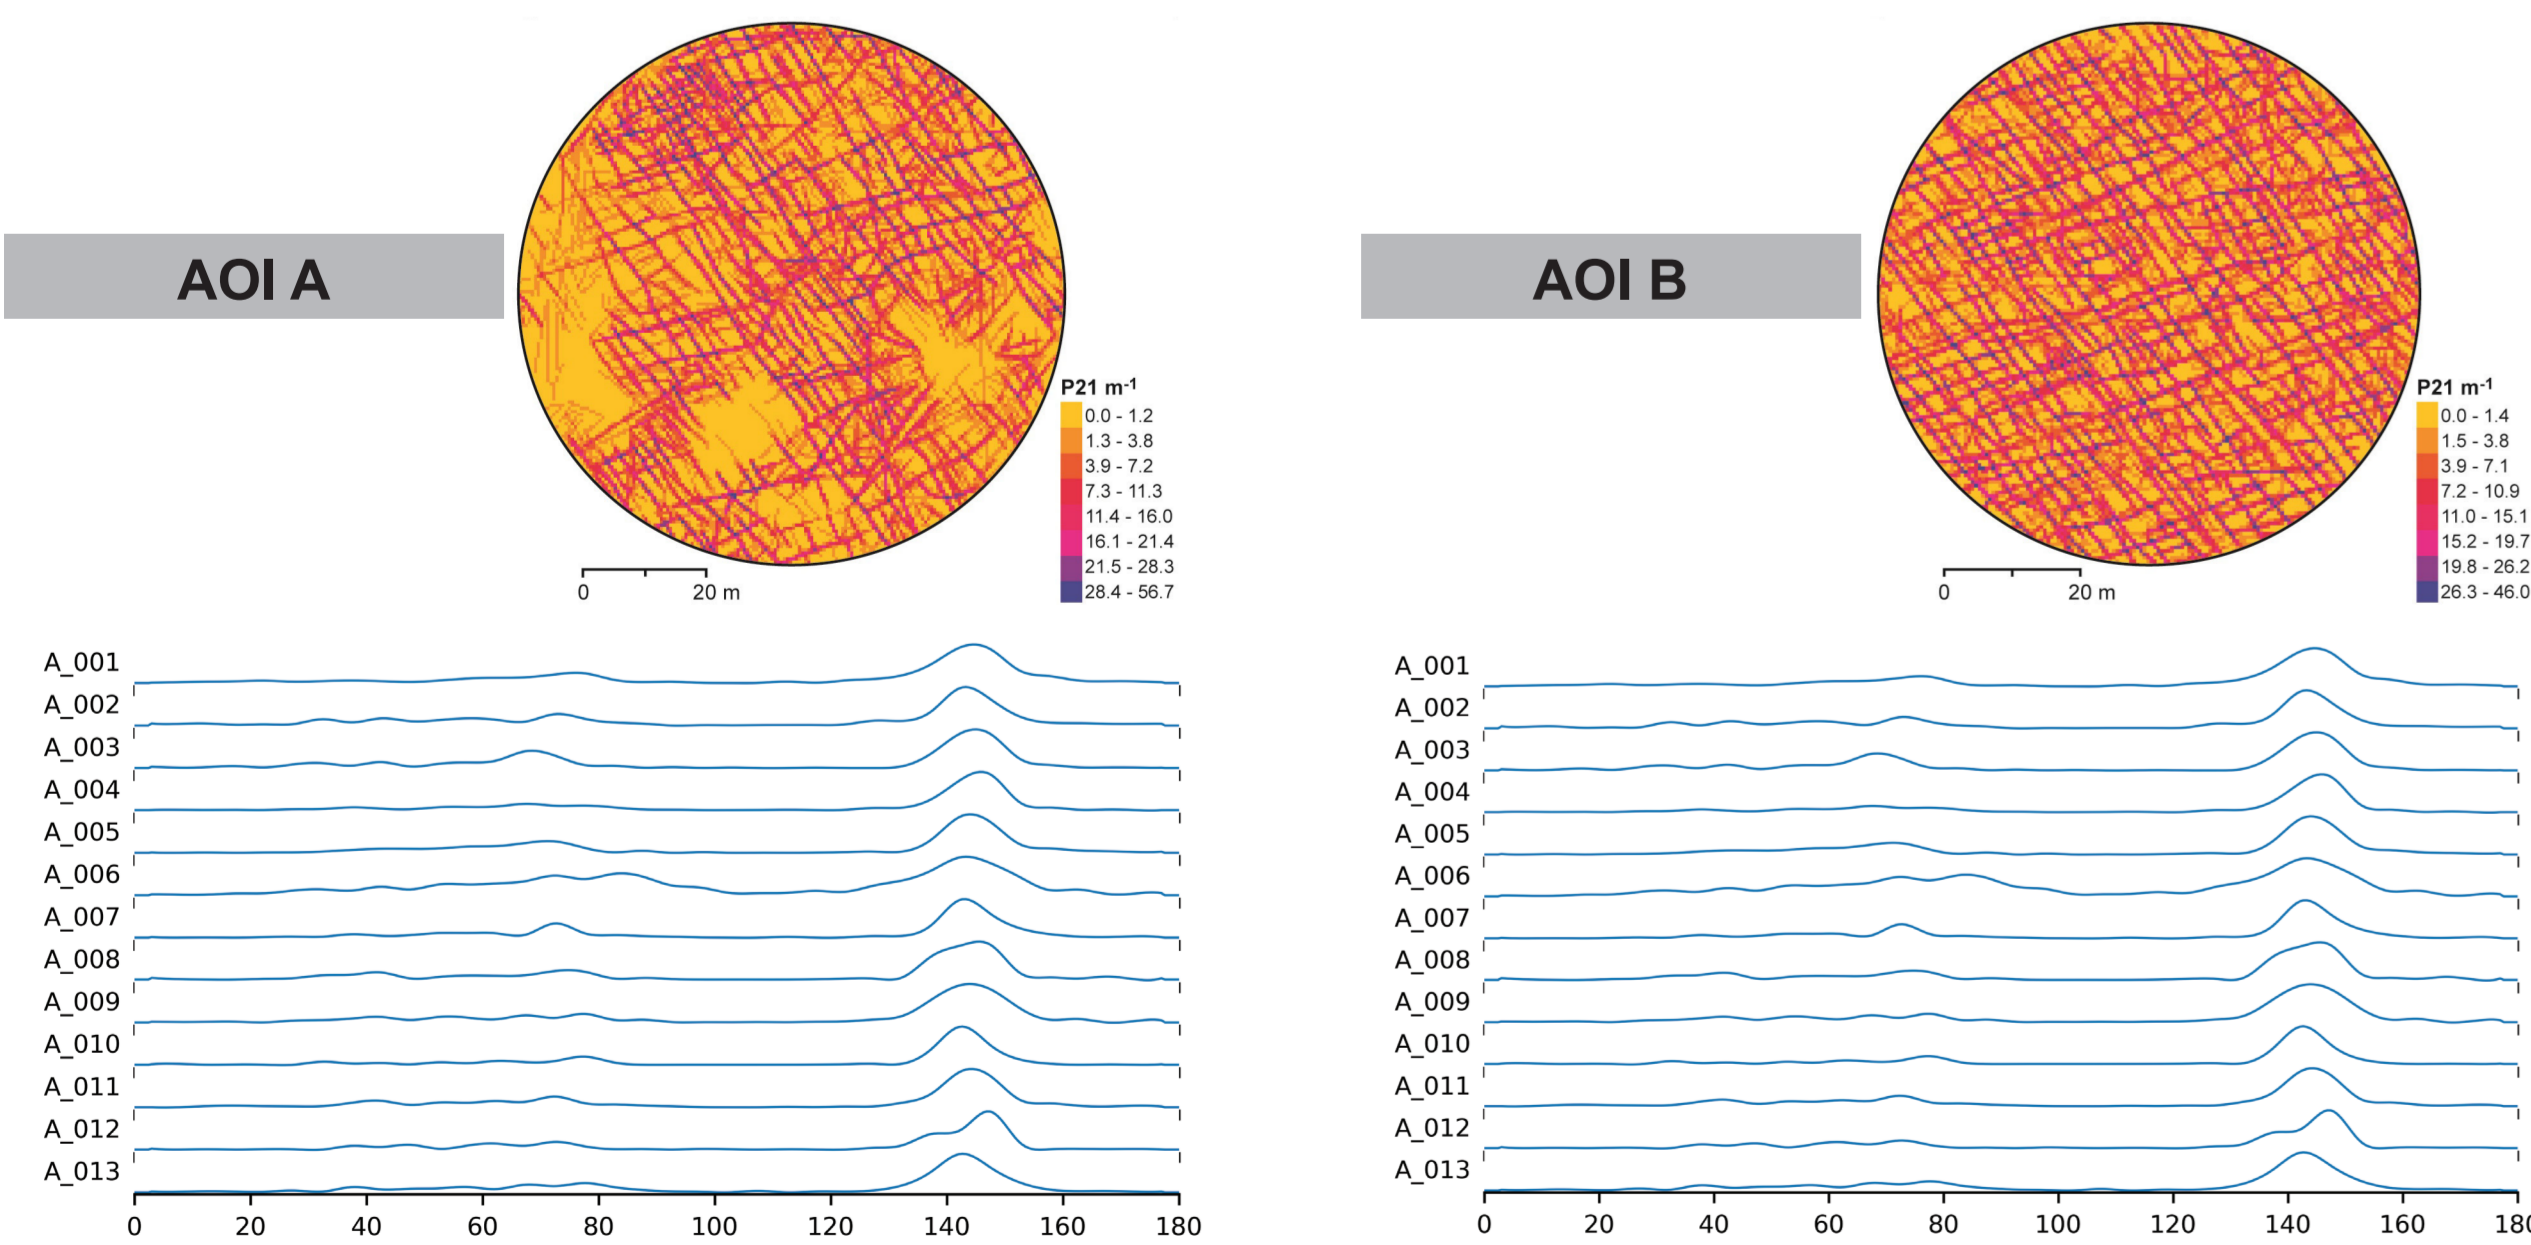 AOI A
P21 m-1
0.0 - 1.2
1.3 - 3.8
3.9 - 7.2
7.3 - 11.3
11.4 - 16.0
16.1 - 21.4
21.5 - 28.3
28.4 - 56.7
0 20 m
A_001
A_002
A_003
A_004
A_005
A_006
A_007
A_008
A_009
A_010
A_011
A_012
A_013
0 20 40 60 80 100 120 140 160 180
AOI B
P21 m-1
0.0 - 1.4
1.5 - 3.8
3.9 - 7.1
7.2 - 10.9
11.0 - 15.1
15.2 - 19.7
19.8 - 26.2
26.3 - 46.0
0 20 m
A_001
A_002
A_003
A_004
A_005
A_006
A_007
A_008
A_009
A_010
A_011
A_012
A_013
0 20 40 60 80 100 120 140 160 180